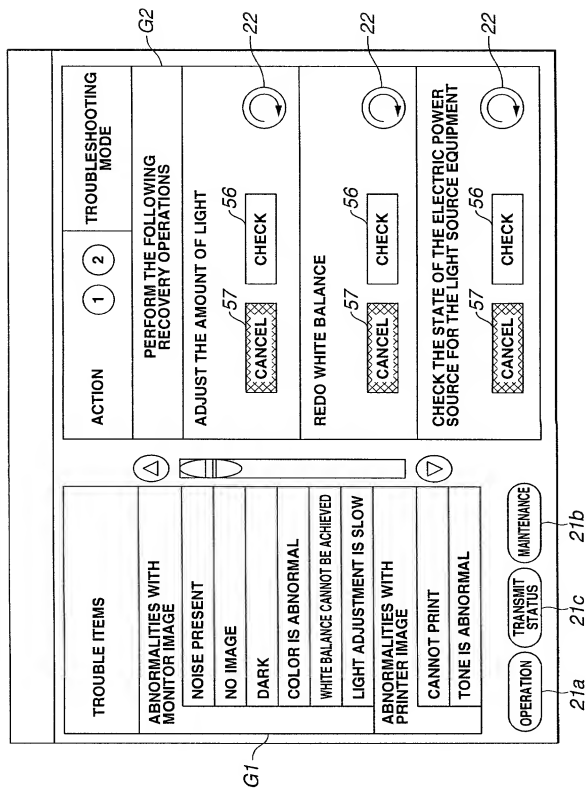 TROUBLE ITEMS
ABNORMALITIES WITH
MONITOR IMAGE
NOISE PRESENT
NO IMAGE
DARK
COLOR IS ABNORMAL
WHITE BALANCE CANNOT BE ACHIEVED
LIGHT ADJUSTMENT IS SLOW
ABNORMALITIES WITH
PRINTER IMAGE
CANNOT PRINT
TONE IS ABNORMAL
G1
ACTION
1 2
TROUBLESHOOTING
MODE
G2
PERFORM THE FOLLOWING
RECOVERY OPERATIONS
ADJUST THE AMOUNT OF LIGHT
57 56 22
CANCEL CHECK
REDO WHITE BALANCE
57 56 22
CANCEL CHECK
CHECK THE STATE OF THE ELECTRIC POWER
SOURCE FOR THE LIGHT SOURCE EQUIPMENT
57 56 22
CANCEL CHECK
OPERATION
TRANSMIT
STATUS
MAINTENANCE
21a 21c 21b